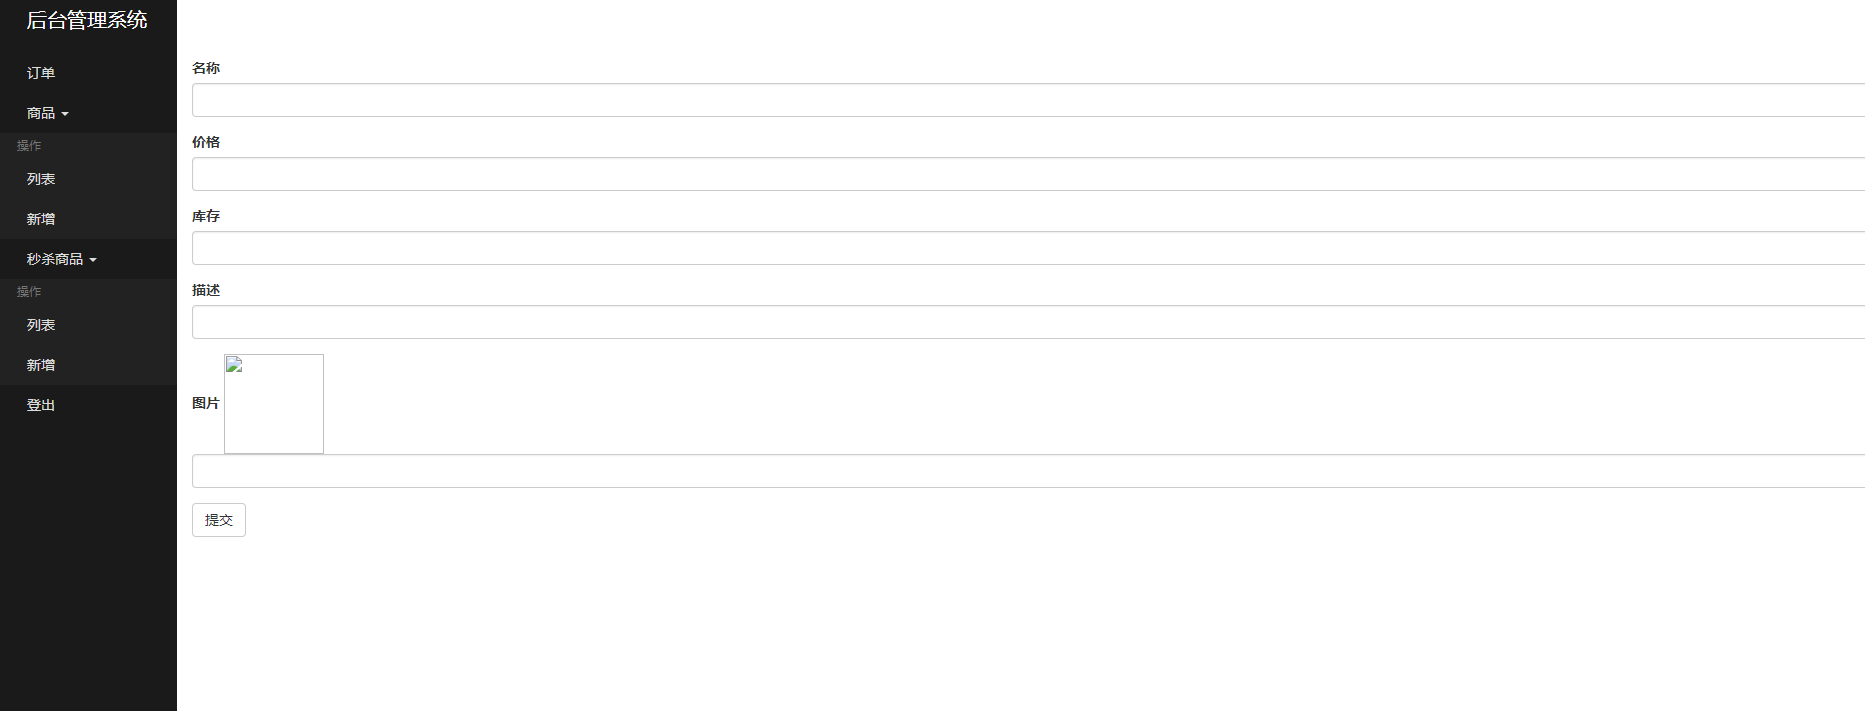 后台管理系统
订单
商品
操作
列表
新增
秒杀商品
操作
列表
新增
登出
名称
价格
库存
描述
图片
提交